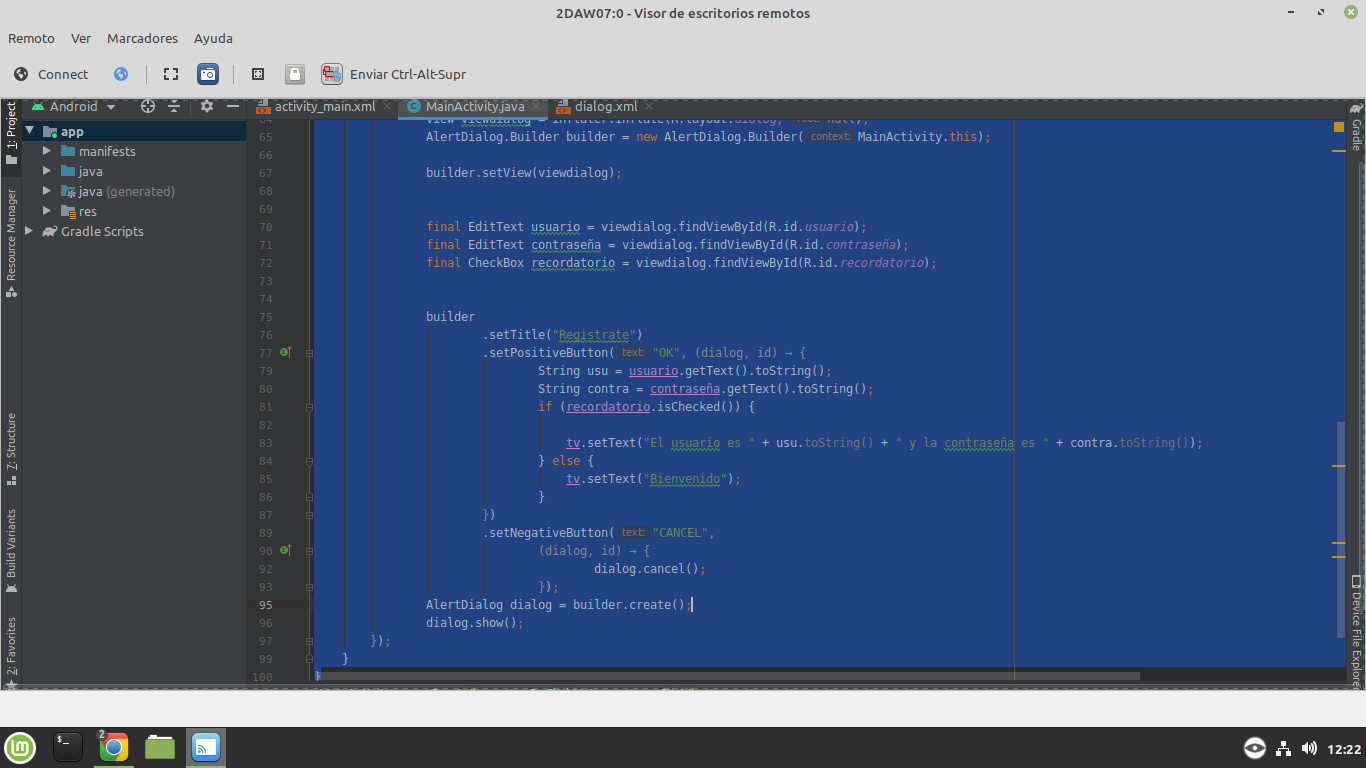 2DAW07:0 - Visor de escritorios remotos
Remoto Ver Marcadores Ayuda
Connect Enviar Ctrl-Alt-Supr
1: Project
Resource Manager
7: Structure
Build Variants
2: Favorites
Android
app
manifests
java
java (generated)
res
Gradle Scripts
activity_main.xml MainActivity.java dialog.xml
64 View viewdialog = inflater.inflate(R.layout.dialog, null);
65 AlertDialog.Builder builder = new AlertDialog.Builder( context: MainActivity.this);
66
67 builder.setView(viewdialog);
68
69
70 final EditText usuario = viewdialog.findViewById(R.id.usuario);
71 final EditText contraseña = viewdialog.findViewById(R.id.contraseña);
72 final CheckBox recordatorio = viewdialog.findViewById(R.id.recordatorio);
73
74
75 builder
76 .setTitle("Registrate")
77 .setPositiveButton( text: "OK", (dialog, id) → {
79 String usu = usuario.getText().toString();
80 String contra = contraseña.getText().toString();
81 if (recordatorio.isChecked()) {
82
83 tv.setText("El usuario es " + usu.toString() + " y la contraseña es " + contra.toString());
84 } else {
85 tv.setText("Bienvenido");
86 }
87 })
89 .setNegativeButton( text: "CANCEL",
90 (dialog, id) → {
92 dialog.cancel();
93 });
95 AlertDialog dialog = builder.create();
96 dialog.show();
97 });
99 }
100 }
Gradle
Device File Explorer
2
12:22